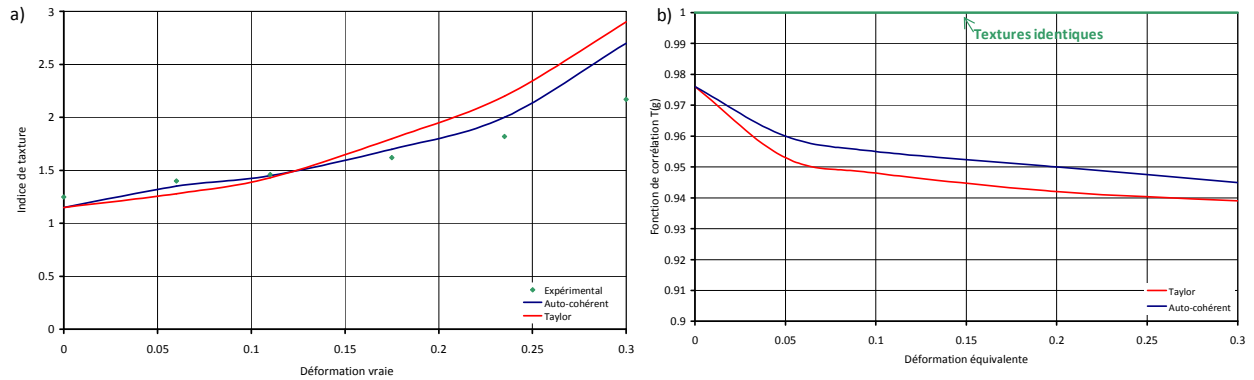 a)
3
2.5
2
1.5
1
0.5
0
Indice de taxture
0 0.05 0.1 0.15 0.2 0.25 0.3
Déformation vraie
Expérimental
Auto-cohérent
Taylor
b)
1
0.99
0.98
0.97
0.96
0.95
0.94
0.93
0.92
0.91
0.9
Fonction de corrélation T(g)
Textures identiques
0 0.05 0.1 0.15 0.2 0.25 0.3
Déformation équivalente
Taylor
Auto-cohérent